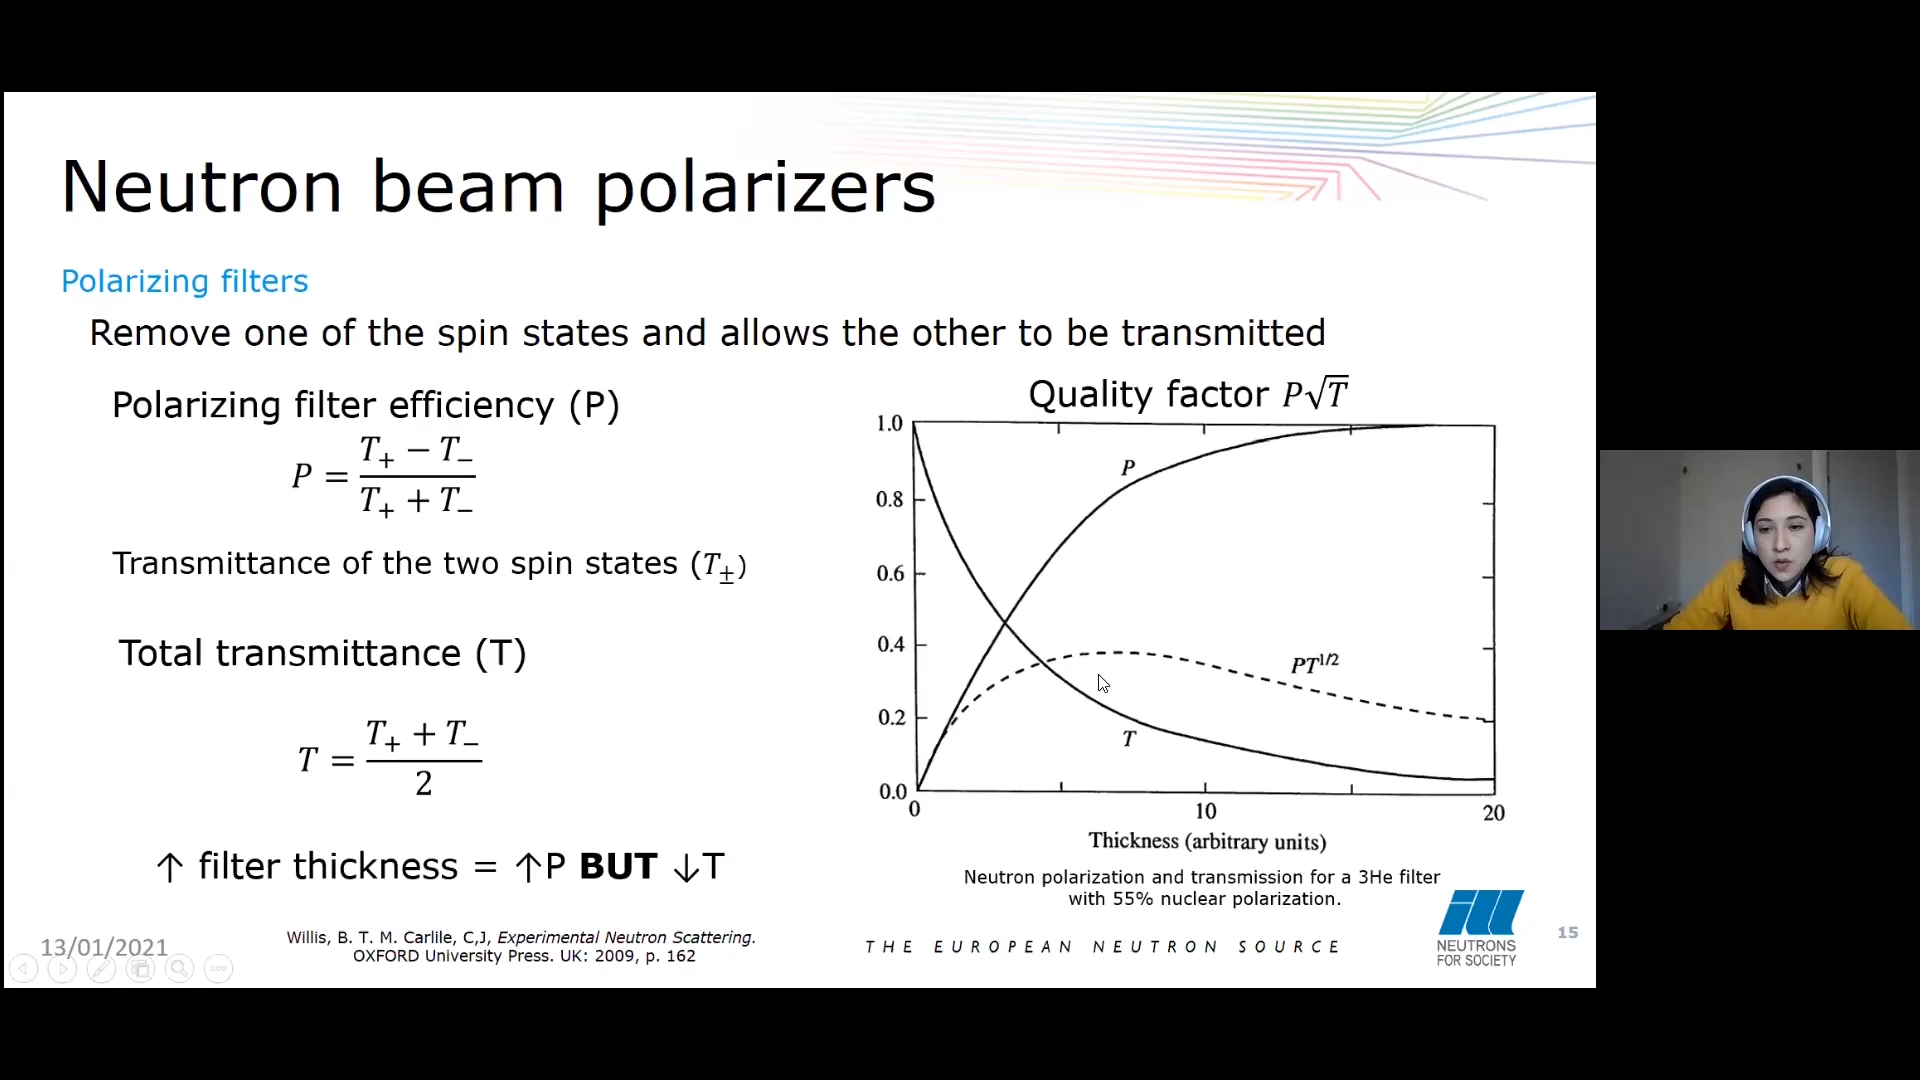 Neutron beam polarizers
Polarizing filters
Remove one of the spin states and allows the other to be transmitted
Polarizing filter efficiency (P)
P = (T₊ − T₋) / (T₊ + T₋)
Transmittance of the two spin states (T±)
Total transmittance (T)
T = (T₊ + T₋) / 2
↑ filter thickness = ↑P BUT ↓T
Quality factor P√T
1.0
0.8
0.6
0.4
0.2
0.0
P
PT^1/2
T
0 10 20
Thickness (arbitrary units)
Neutron polarization and transmission for a 3He filter
with 55% nuclear polarization.
13/01/2021
Willis, B. T. M. Carlile, C,J, Experimental Neutron Scattering.
OXFORD University Press. UK: 2009, p. 162
THE EUROPEAN NEUTRON SOURCE
ill
NEUTRONS
FOR SOCIETY
15